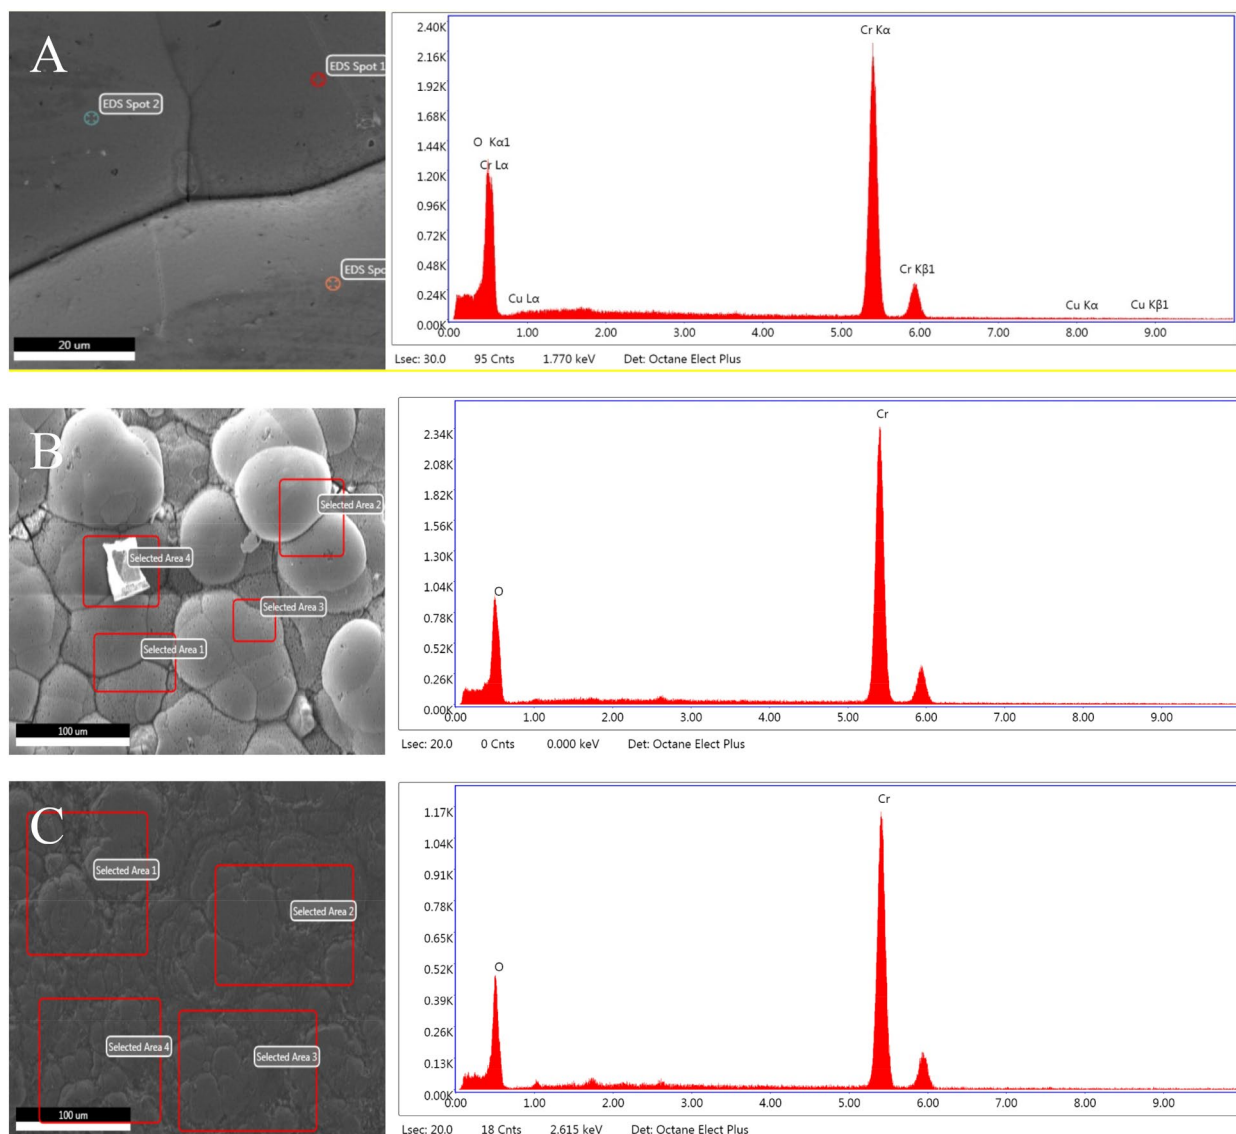 A
EDS Spot 1
EDS Spot 2
EDS Spo
20 um
2.40K
2.16K
1.92K
1.68K
1.44K
1.20K
0.96K
0.72K
0.48K
0.24K
0.00K
Cr Kα
O Kα1
Cr Lα
Cr Kβ1
Cu Lα
Cu Kα
Cu Kβ1
0.00 1.00 2.00 3.00 4.00 5.00 6.00 7.00 8.00 9.00
Lsec: 30.0 95 Cnts 1.770 keV Det: Octane Elect Plus
B
Selected Area 2
Selected Area 4
Selected Area 3
Selected Area 1
100 um
Cr
2.34K
2.08K
1.82K
1.56K
1.30K
1.04K
0.78K
0.52K
0.26K
0.00K
O
0.00 1.00 2.00 3.00 4.00 5.00 6.00 7.00 8.00 9.00
Lsec: 20.0 0 Cnts 0.000 keV Det: Octane Elect Plus
C
Selected Area 1
Selected Area 2
Selected Area 4
Selected Area 3
100 um
Cr
1.17K
1.04K
0.91K
0.78K
0.65K
0.52K
0.39K
0.26K
0.13K
0.00K
O
0.00 1.00 2.00 3.00 4.00 5.00 6.00 7.00 8.00 9.00
Lsec: 20.0 18 Cnts 2.615 keV Det: Octane Elect Plus